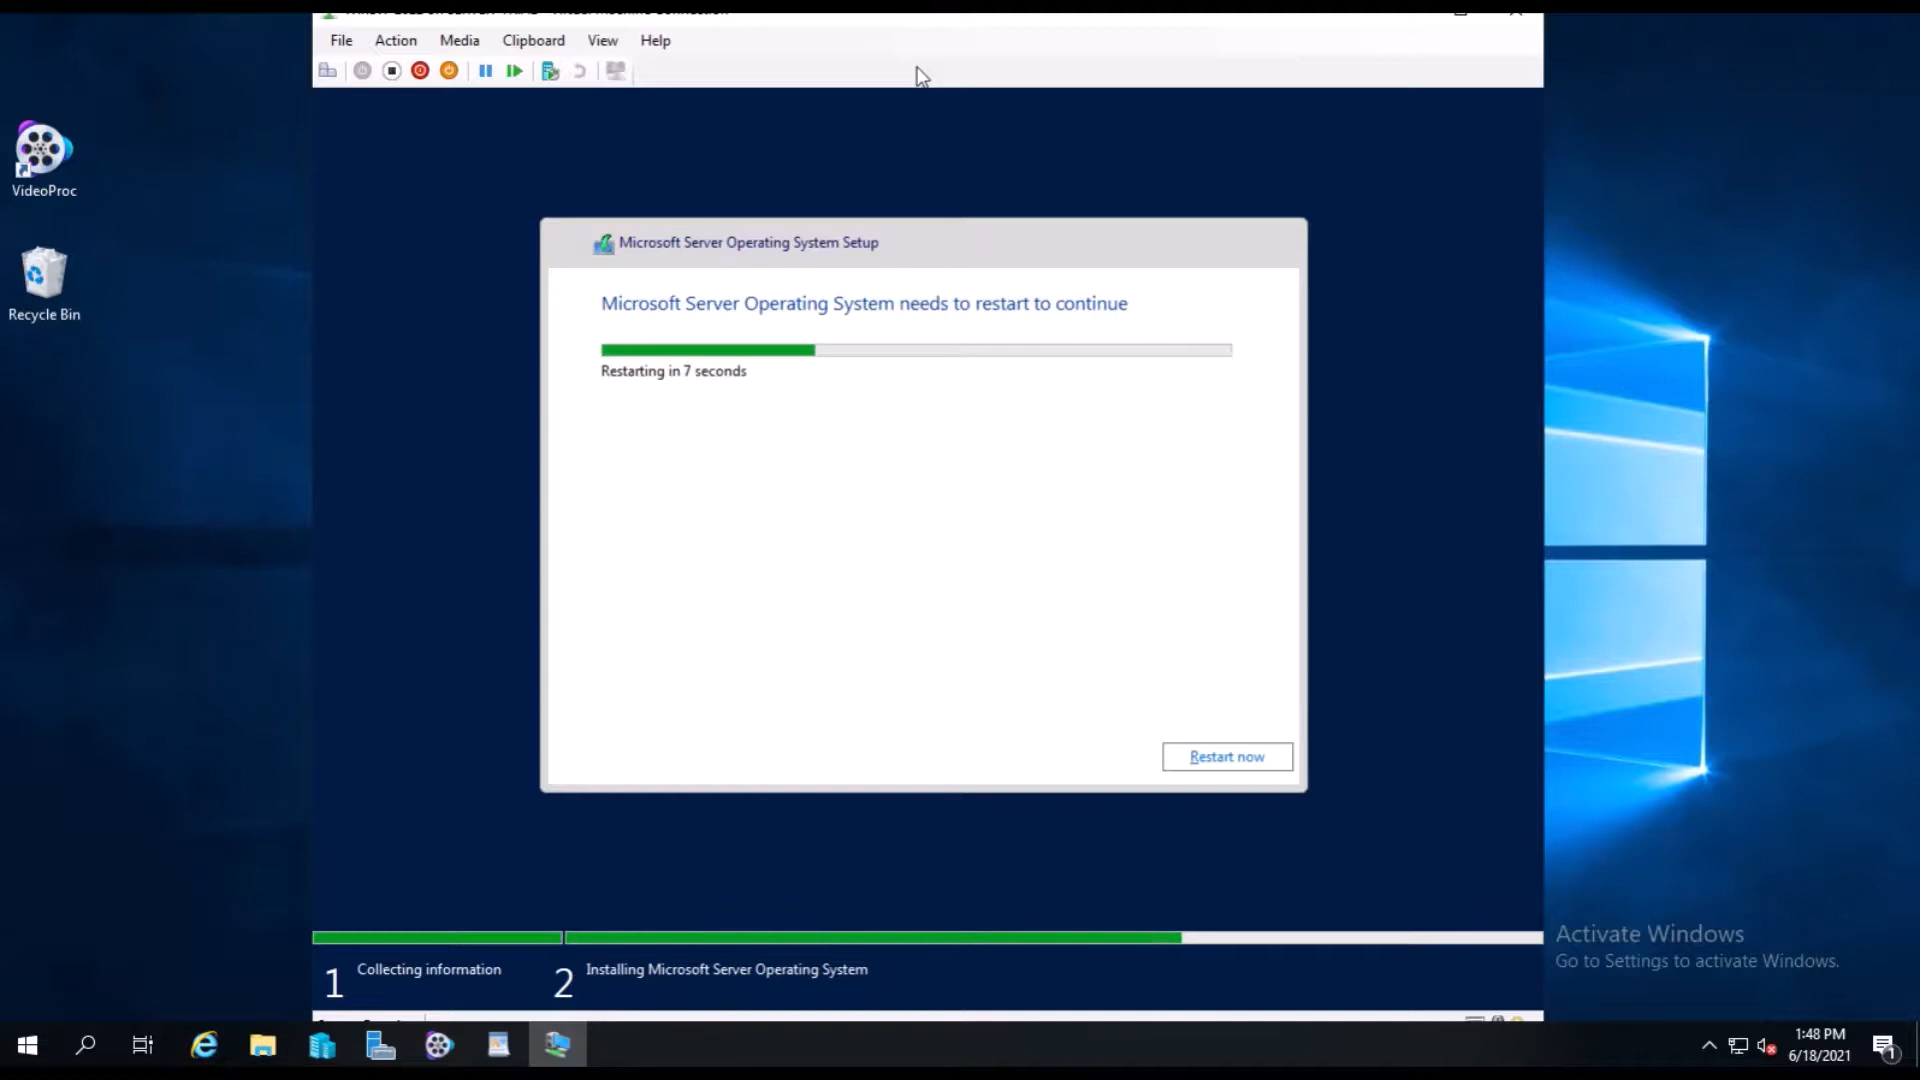 File Action Media Clipboard View Help
VideoProc
Recycle Bin
Microsoft Server Operating System Setup
Microsoft Server Operating System needs to restart to continue
Restarting in 7 seconds
Restart now
1 Collecting information
2 Installing Microsoft Server Operating System
Activate Windows
Go to Settings to activate Windows.
1:48 PM
6/18/2021
1